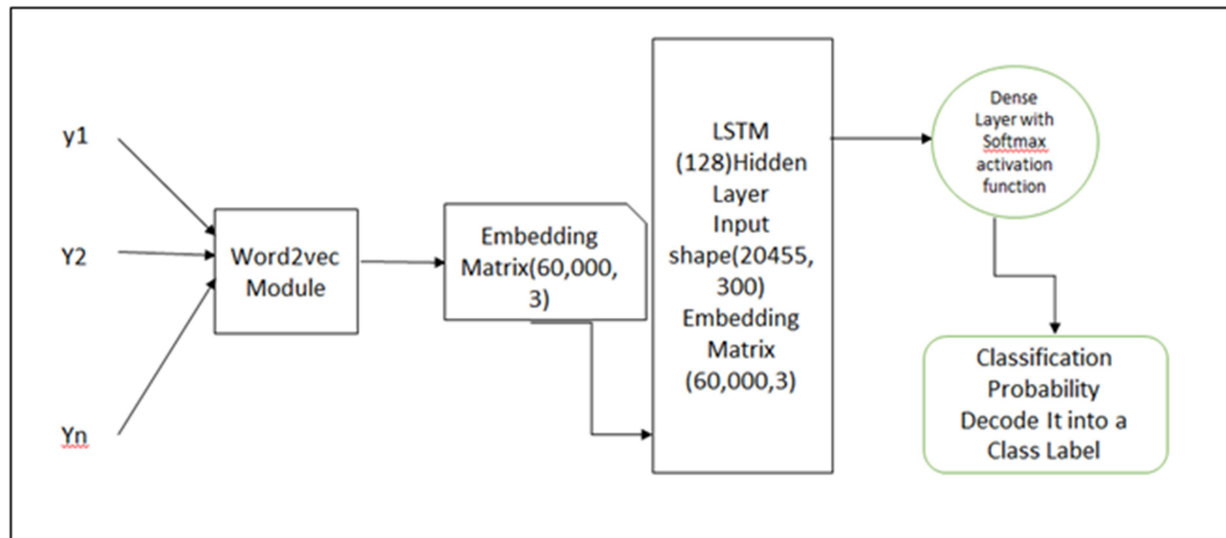 y1
Y2
Yn
Word2vec
Module
Embedding
Matrix(60,000,
3)
LSTM
(128)Hidden
Layer
Input
shape(20455,
300)
Embedding
Matrix
(60,000,3)
Dense
Layer with
Softmax
activation
function
Classification
Probability
Decode It into a
Class Label